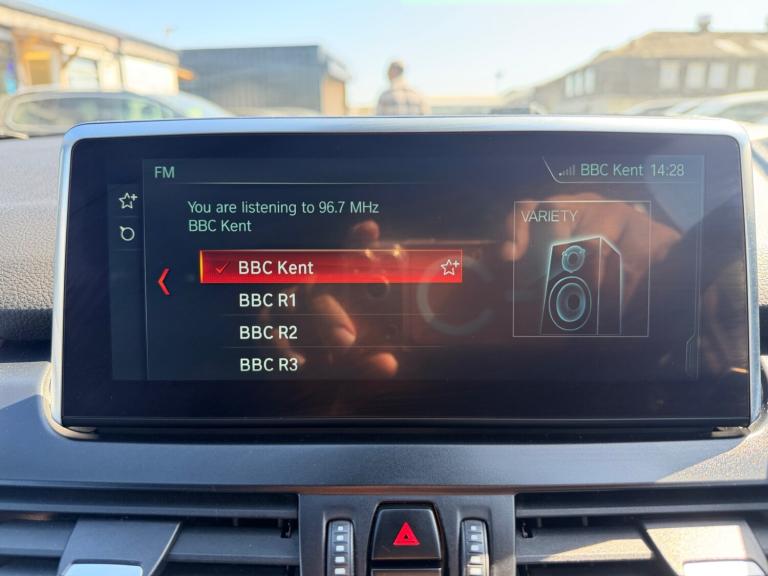 FM
BBC Kent 14:28
You are listening to 96.7 MHz
BBC Kent
VARIETY
BBC Kent
BBC R1
BBC R2
BBC R3